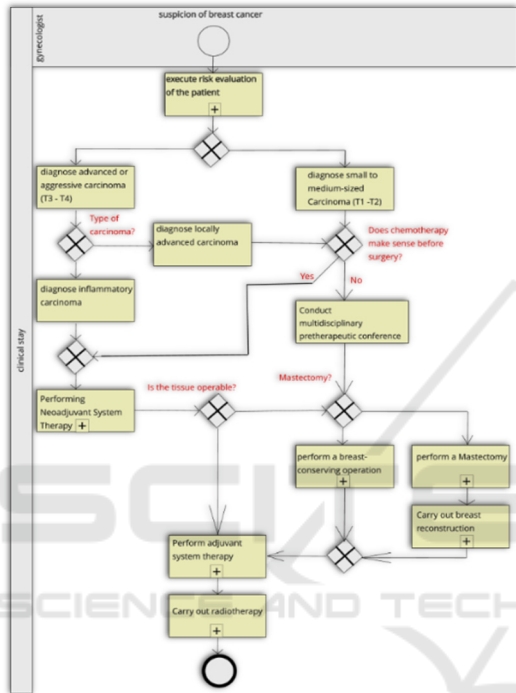 suspicion of breast cancer
gynecologist
execute risk evaluation
of the patient
diagnose advanced or
aggressive carcinoma
(T3 - T4)
diagnose small to
medium-sized
Carcinoma (T1 -T2)
Type of
carcinoma?
diagnose locally
advanced carcinoma
Does chemotherapy
make sense before
surgery?
Yes
No
diagnose inflammatory
carcinoma
Conduct
multidisciplinary
pretherapeutic conference
clinical stay
Is the tissue operable?
Mastectomy?
Performing
Neoadjuvant System
Therapy
perform a breast-
conserving operation
perform a Mastectomy
Carry out breast
reconstruction
Perform adjuvant
system therapy
Carry out radiotherapy
SCITE
SCIENCE AND TECH